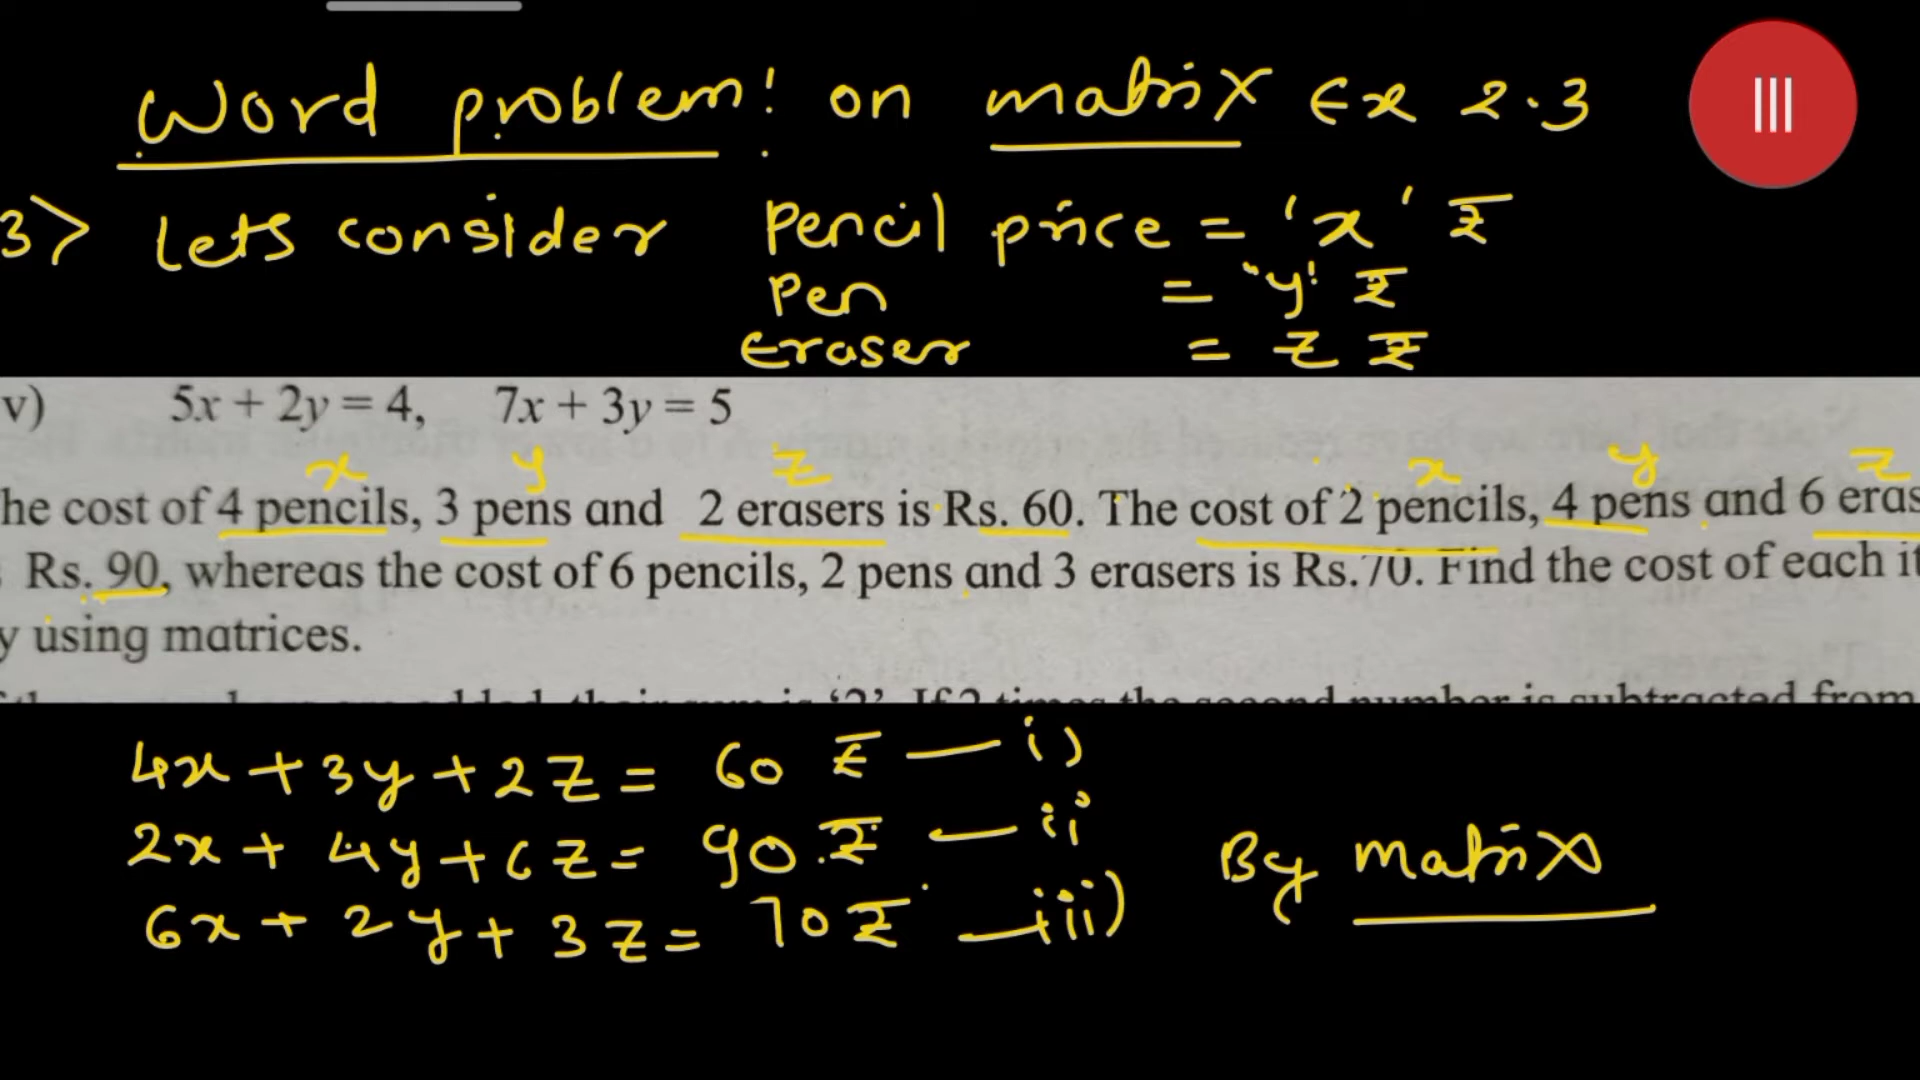 Word problem! on matrix Ex 2.3
3> Lets consider Pencil price = 'x' ₹
Pen = "y' ₹
Eraser = z ₹
v) 5x + 2y = 4, 7x + 3y = 5
x y z x y z
he cost of 4 pencils, 3 pens and 2 erasers is Rs. 60. The cost of 2 pencils, 4 pens and 6 eras
Rs. 90, whereas the cost of 6 pencils, 2 pens and 3 erasers is Rs.70. Find the cost of each it
y using matrices.
4x + 3y + 2z = 60 ₹ — i)
2x + 4y + 6z = 90 ₹ — ii
6x + 2y + 3z = 70 ₹ — iii)
By matrix